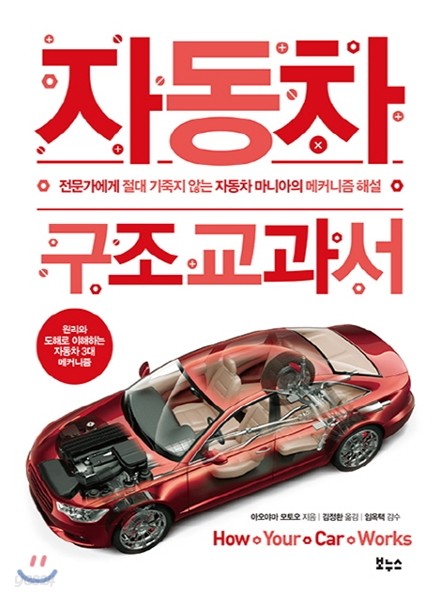 자동차
전문가에게 절대 기죽지 않는 자동차 마니아의 메커니즘 해설
구조 교과서
원리와
도해로 이해하는
자동차 3대
메커니즘
아오야마 모토오 지음 | 김정환 옮김 | 임옥택 감수
How Your Car Works
보누스
yes24